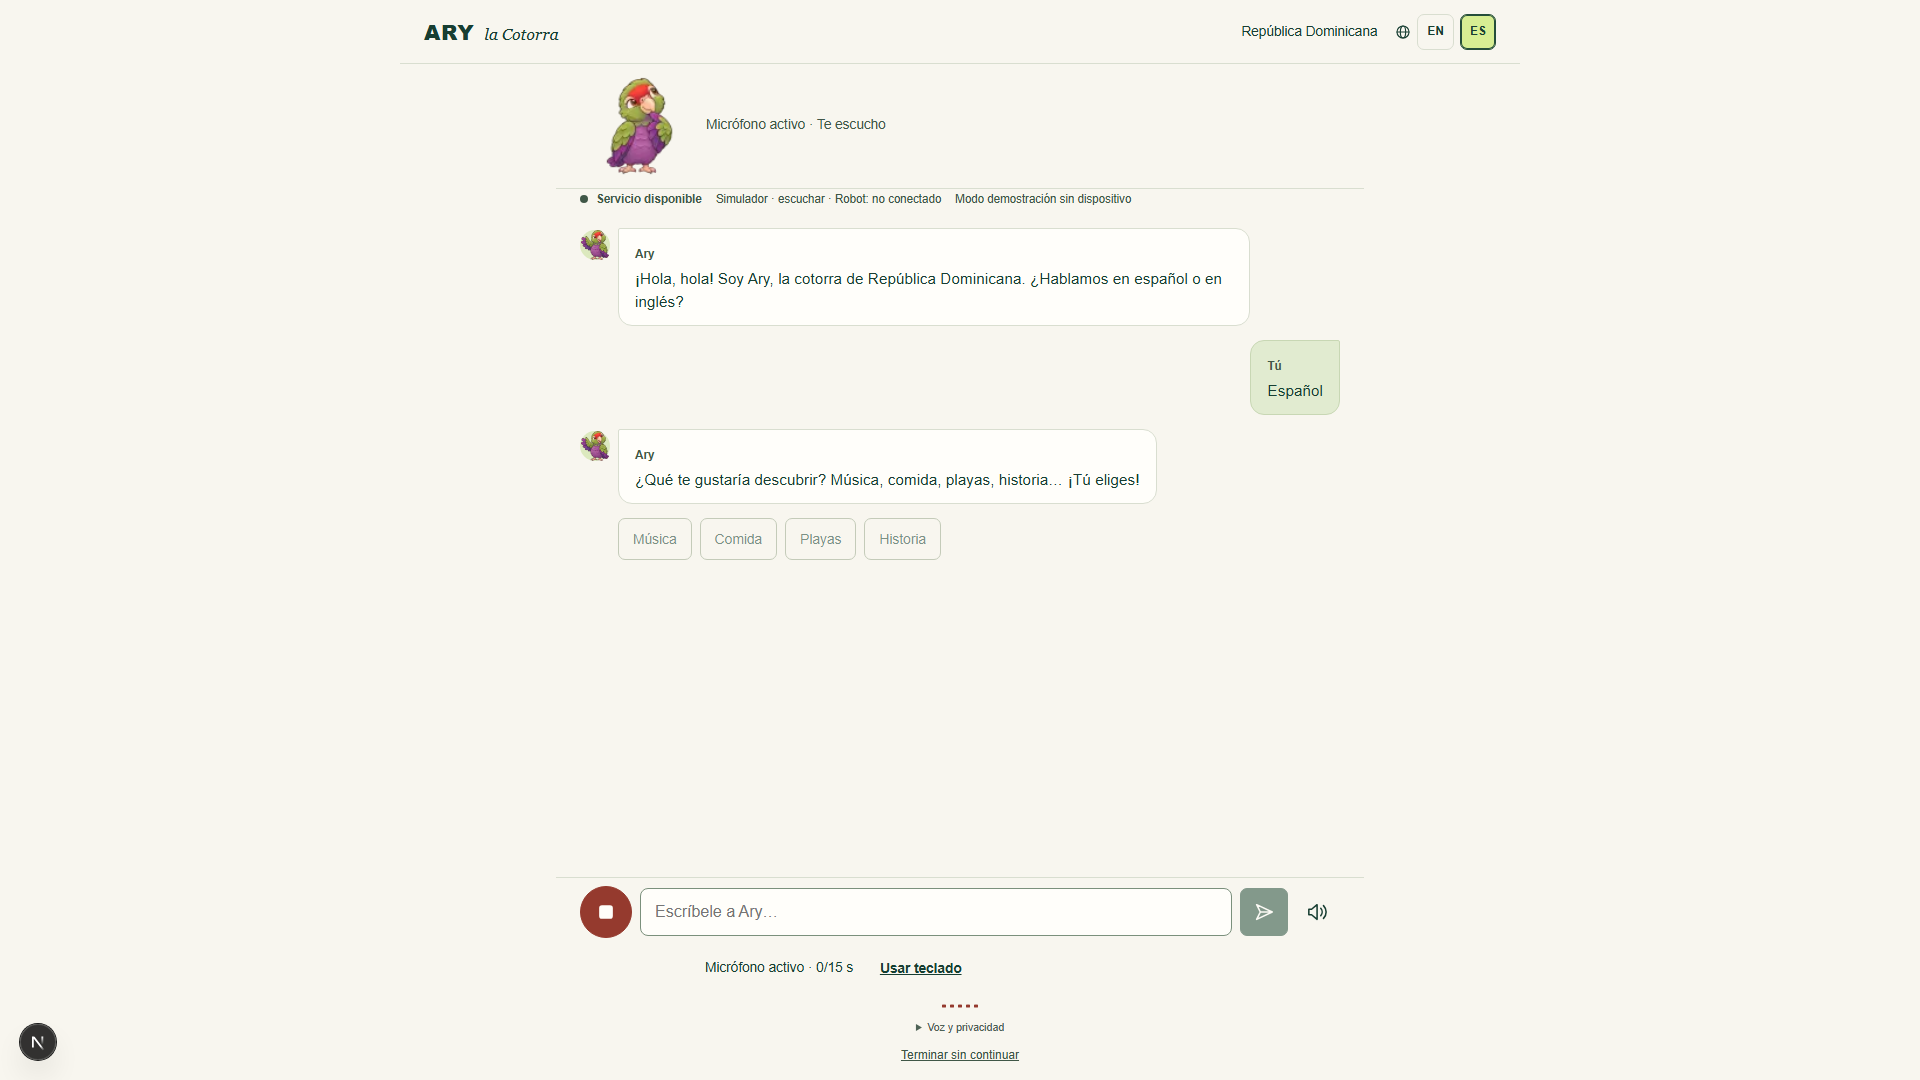 ARY la Cotorra
República Dominicana EN ES
Micrófono activo · Te escucho
Servicio disponible Simulador · escuchar · Robot: no conectado Modo demostración sin dispositivo
Ary
¡Hola, hola! Soy Ary, la cotorra de República Dominicana. ¿Hablamos en español o en
inglés?
Tú
Español
Ary
¿Qué te gustaría descubrir? Música, comida, playas, historia… ¡Tú eliges!
Música Comida Playas Historia
Escríbele a Ary…
Micrófono activo · 0/15 s Usar teclado
Voz y privacidad
Terminar sin continuar
N